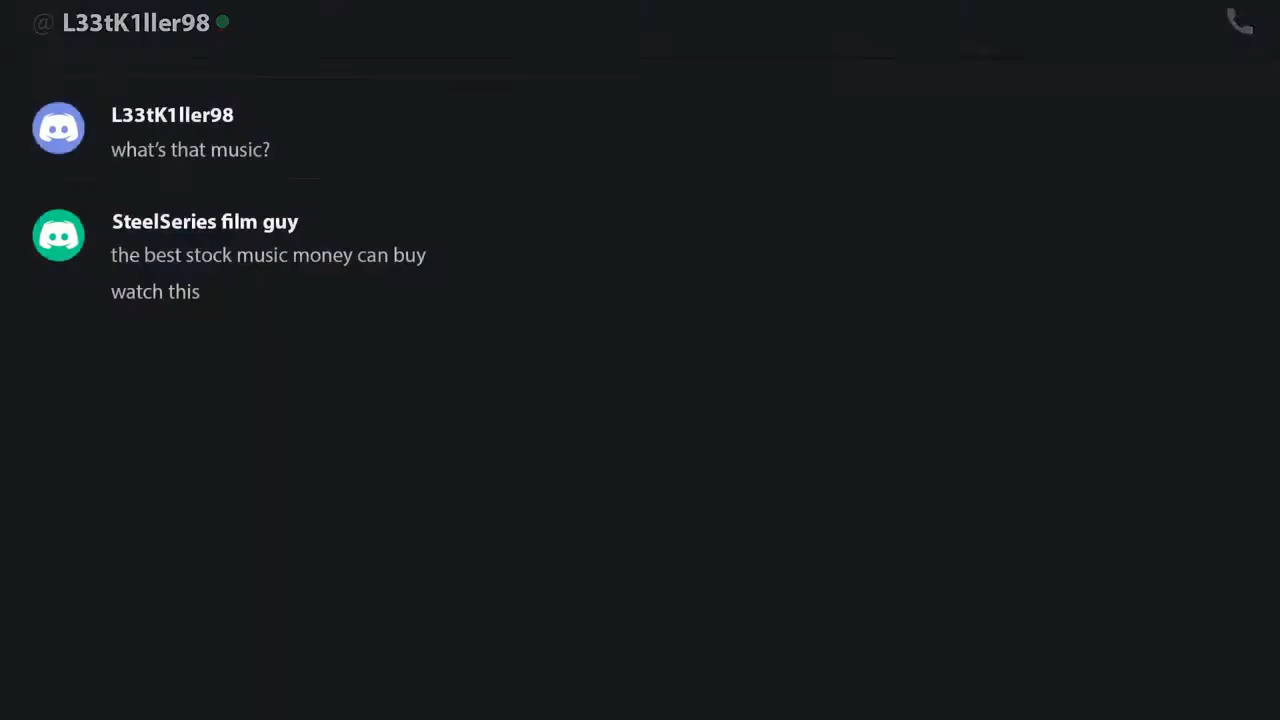 @ L33tK1ller98
L33tK1ller98
what's that music?
SteelSeries film guy
the best stock music money can buy
watch this